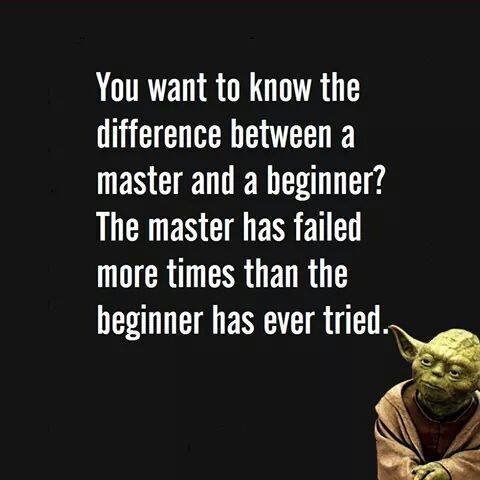 You want to know the
difference between a
master and a beginner?
The master has failed
more times than the
beginner has ever tried.